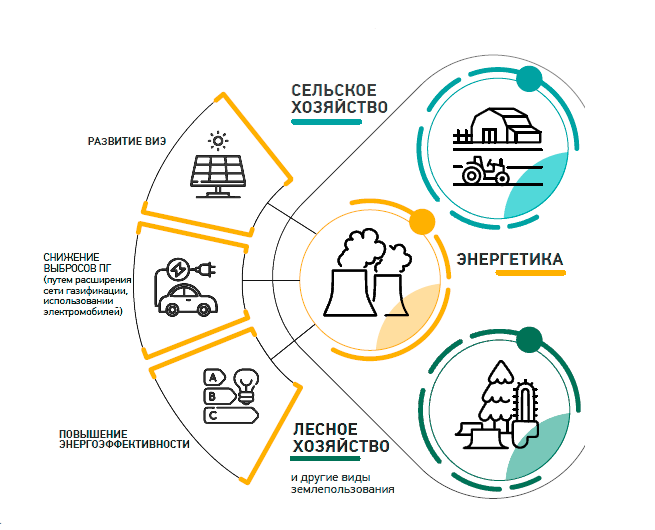 СЕЛЬСКОЕ
ХОЗЯЙСТВО
РАЗВИТИЕ ВИЭ
СНИЖЕНИЕ
ВЫБРОСОВ ПГ
(путем расширения
сети газификации,
использовании
электромобилей)
ЭНЕРГЕТИКА
A
B
C
ПОВЫШЕНИЕ
ЭНЕРГОЭФФЕКТИВНОСТИ
ЛЕСНОЕ
ХОЗЯЙСТВО
и другие виды
землепользования